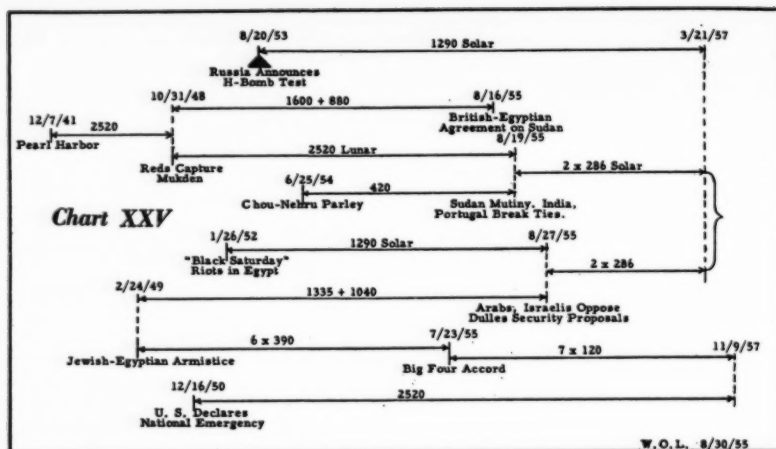 8/20/53
3/21/57
1290 Solar
Russia Announces
H-Bomb Test
10/31/48
1600 + 880
8/16/55
12/7/41
2520
British-Egyptian
Agreement on Sudan
Pearl Harbor
8/19/55
2520 Lunar
Reds Capture
Mukden
2 x 286 Solar
6/25/54
420
Chou-Nehru Parley
Sudan Mutiny. India,
Portugal Break Ties.
Chart XXV
1/26/52
1290 Solar
8/27/55
"Black Saturday"
Riots in Egypt
2 x 286
2/24/49
1335 + 1040
Arabs, Israelis Oppose
Dulles Security Proposals
6 x 390
7/23/55
7 x 120
11/9/57
Jewish-Egyptian Armistice
Big Four Accord
12/16/50
2520
U. S. Declares
National Emergency
W.O.L. 8/30/55